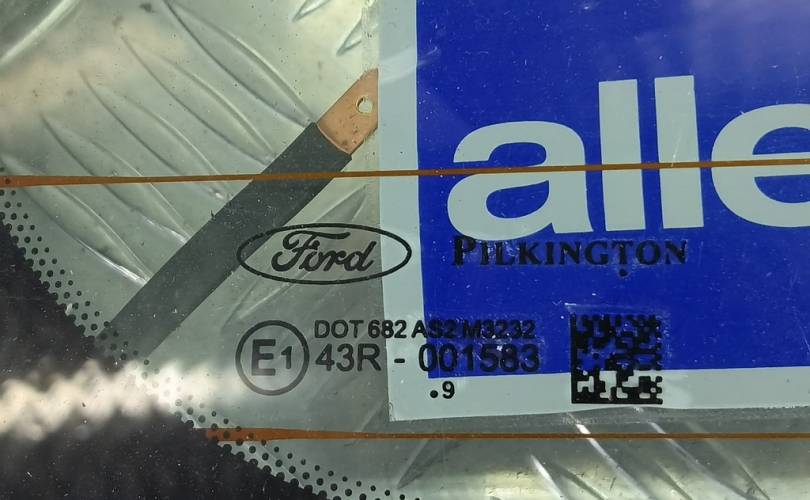 alle
Ford
PILKINGTON
DOT 682 AS2 M3232
E1 43R - 001583
.9